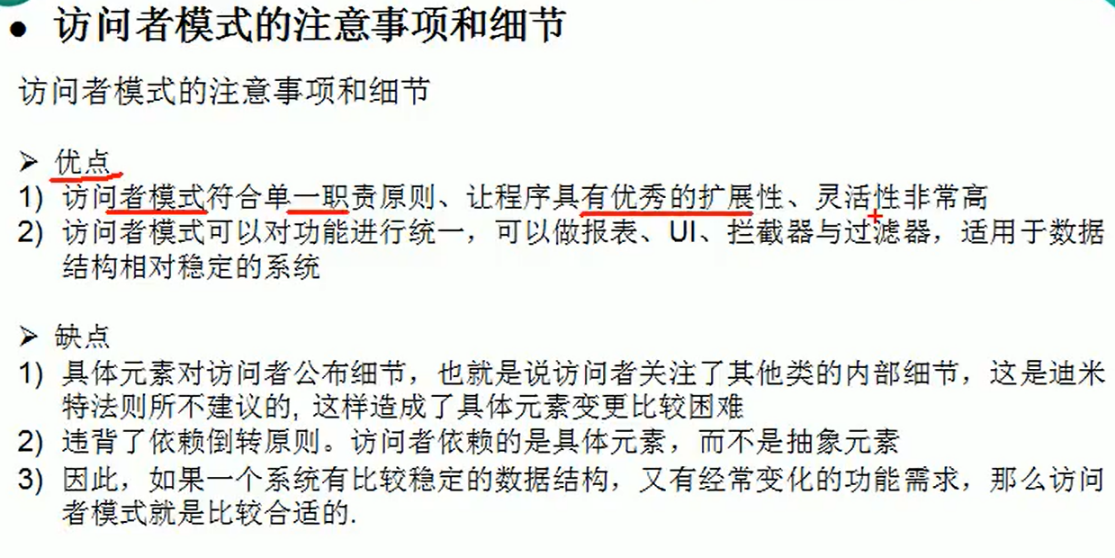 ● 访问者模式的注意事项和细节
访问者模式的注意事项和细节
➢ 优点
1) 访问者模式符合单一职责原则、让程序具有优秀的扩展性、灵活性非常高
2) 访问者模式可以对功能进行统一，可以做报表、UI、拦截器与过滤器，适用于数据
结构相对稳定的系统
➢ 缺点
1) 具体元素对访问者公布细节，也就是说访问者关注了其他类的内部细节，这是迪米
特法则所不建议的, 这样造成了具体元素变更比较困难
2) 违背了依赖倒转原则。访问者依赖的是具体元素，而不是抽象元素
3) 因此，如果一个系统有比较稳定的数据结构，又有经常变化的功能需求，那么访问
者模式就是比较合适的.